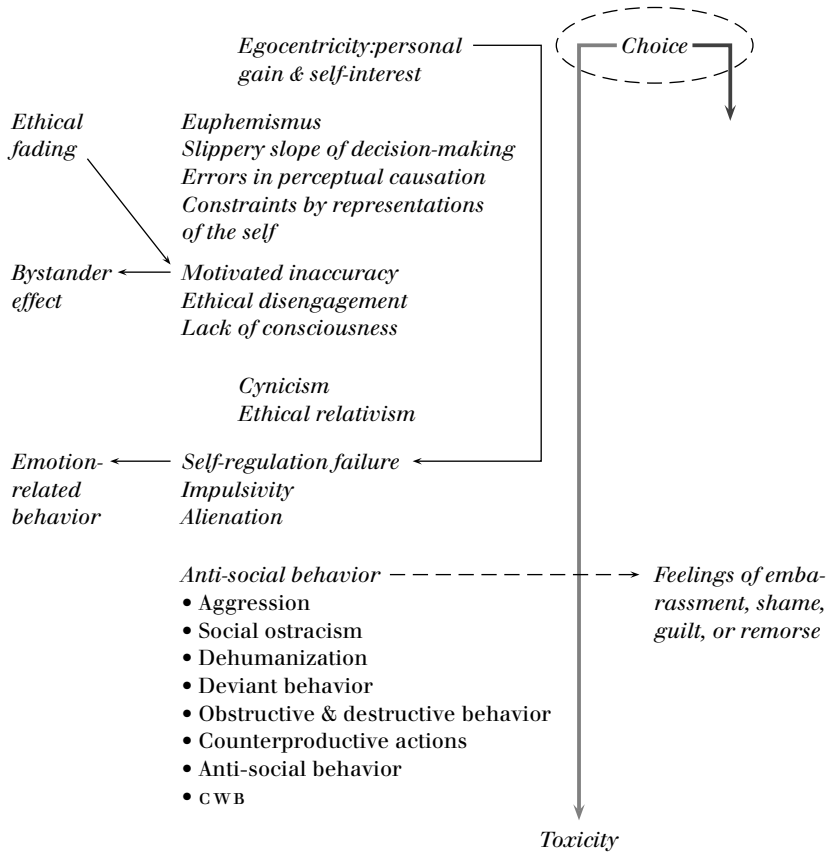 Egocentricity:personal
gain & self-interest
Choice
Ethical
fading
Euphemismus
Slippery slope of decision-making
Errors in perceptual causation
Constraints by representations
of the self
Bystander
effect
Motivated inaccuracy
Ethical disengagement
Lack of consciousness
Cynicism
Ethical relativism
Emotion-
related
behavior
Self-regulation failure
Impulsivity
Alienation
Anti-social behavior
• Aggression
• Social ostracism
• Dehumanization
• Deviant behavior
• Obstructive & destructive behavior
• Counterproductive actions
• Anti-social behavior
• CWB
Feelings of emba-
rassment, shame,
guilt, or remorse
Toxicity